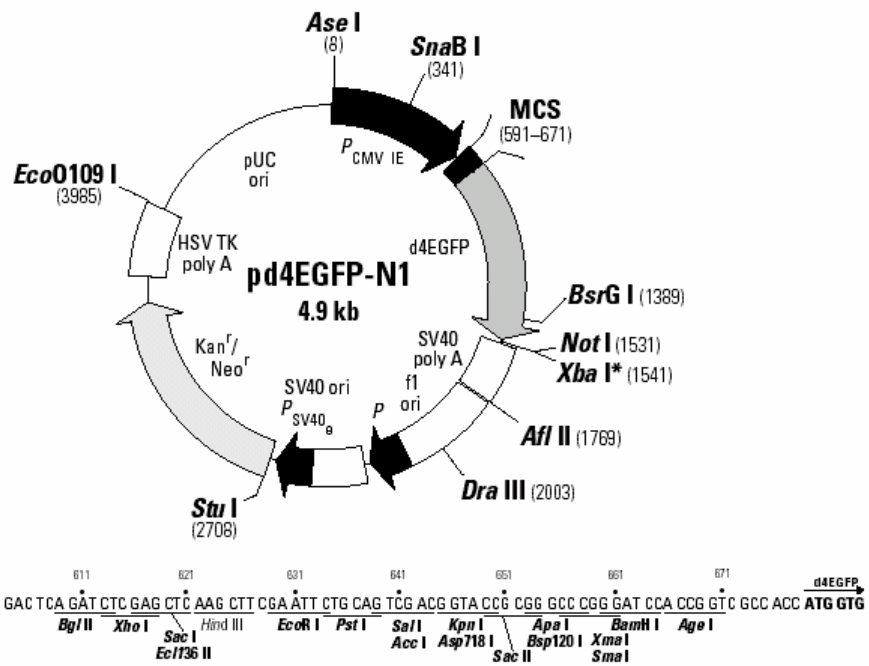 Ase I
(8)
SnaB I
(341)
MCS
(591–671)
PCMV IE
pUC
ori
EcoO109 I
(3985)
HSV TK
poly A
d4EGFP
pd4EGFP-N1
4.9 kb
BsrG I (1389)
Not I (1531)
Xba I* (1541)
SV40
poly A
Kanr/
Neor
f1
ori
SV40 ori
PSV40e
P
Afl II (1769)
Dra III (2003)
Stu I
(2708)
611 621 631 641 651 661 671 d4EGFP
GAC TCA GAT CTC GAG CTC AAG CTT CGA ATT CTG CAG TCG ACG GTA CCG CGG GCC CGG GAT CCA CCG GTC GCC ACC ATG GTG
Bgl II Xho I Sac I Hind III EcoR I Pst I Sal I Kpn I Apa I BamH I Age I
Ecl136 II Acc I Asp718 I Sac II Bsp120 I Xma I
Sma I